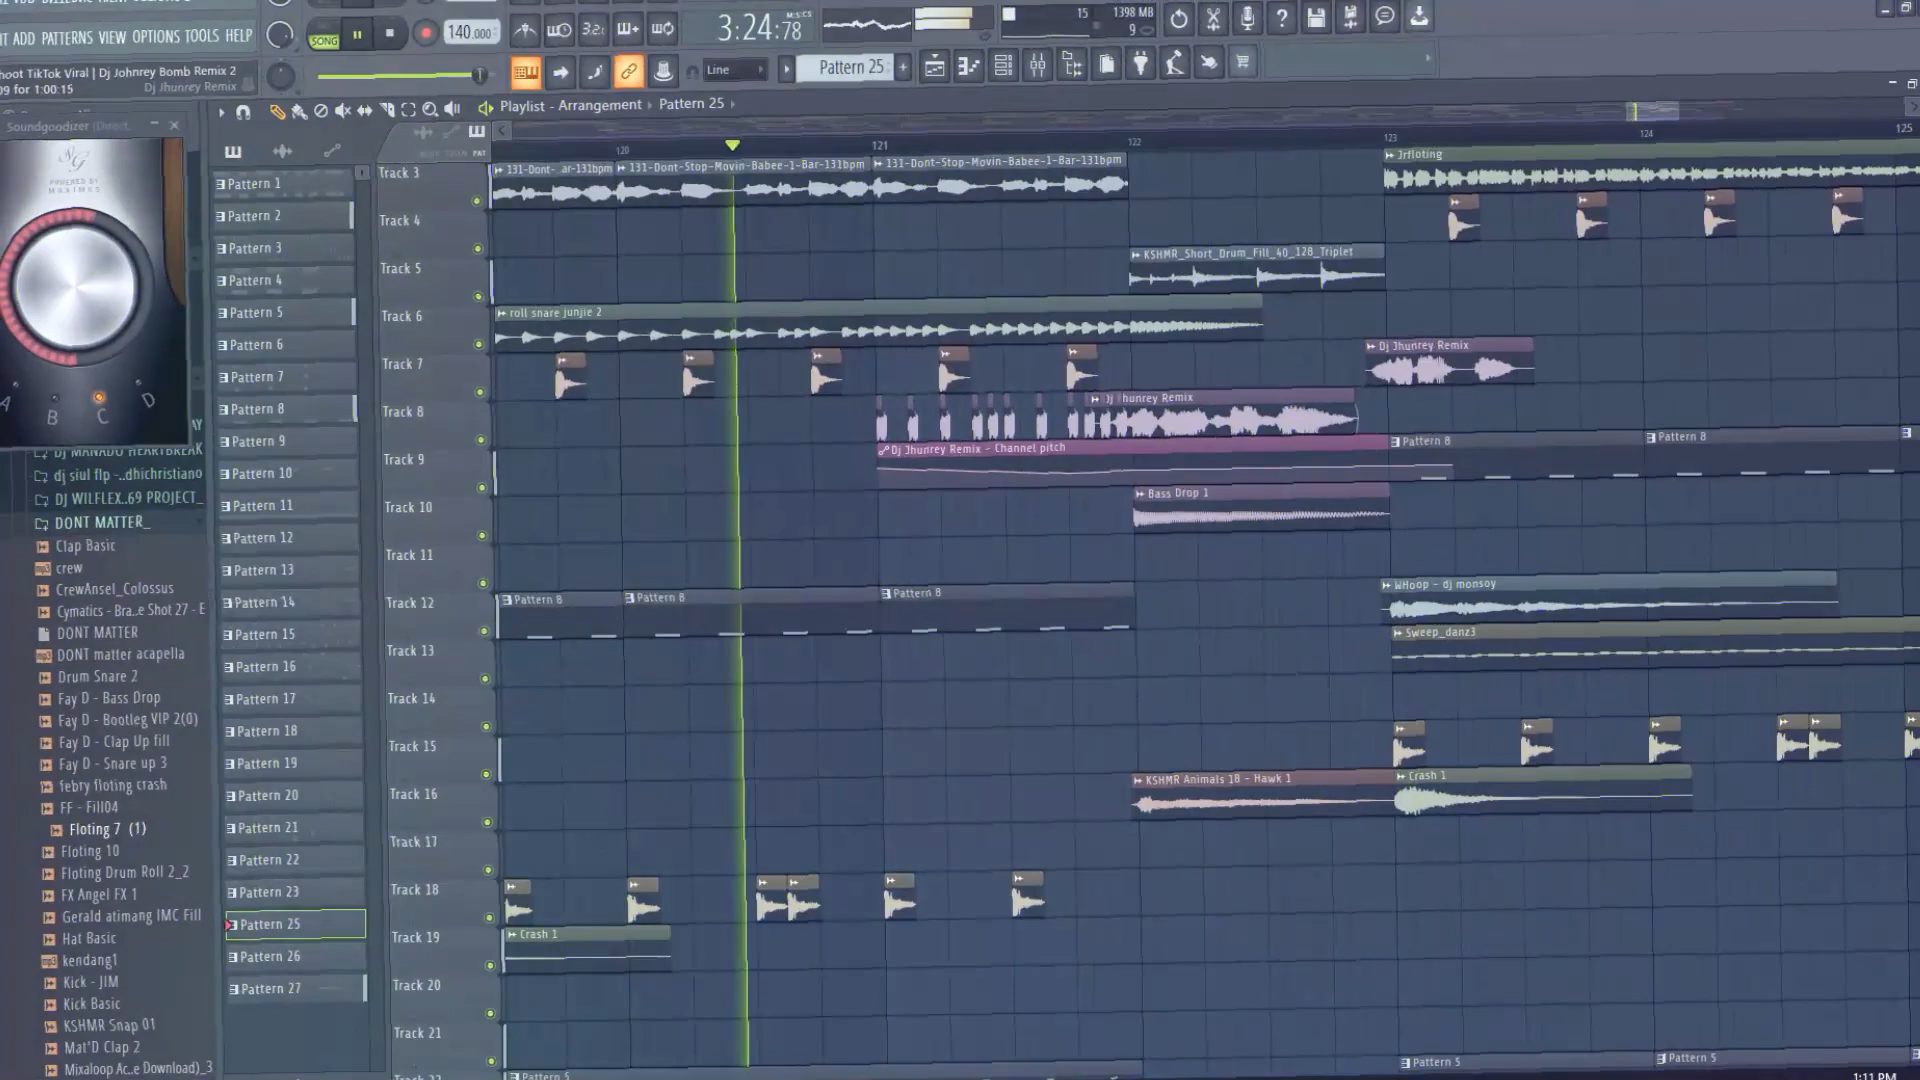 IT ADD PATTERNS VIEW OPTIONS TOOLS HELP
hoot TikTok Viral | Dj Johnrey Bomb Remix 2
09 for 1:00:15
Dj Jhunrey Remix
SONG
140.000
3:24:78
M:S:CS
15
1398 MB
9
Line
Pattern 25
Playlist - Arrangement
Pattern 25
Soundgoodizer
POWERED BY
MAXIMUS
A
B
C
D
DJ MANADO HEARTBREAK
dj siul flp -..dhichristiano
DJ WILFLEX..69 PROJECT_
DONT MATTER_
Clap Basic
crew
CrewAnsel_Colossus
Cymatics - Bra..e Shot 27 - E
DONT MATTER
DONT matter acapella
Drum Snare 2
Fay D - Bass Drop
Fay D - Bootleg VIP 2(0)
Fay D - Clap Up fill
Fay D - Snare up 3
febry floting crash
FF - Fill04
Floting 7 (1)
Floting 10
Floting Drum Roll 2_2
FX Angel FX 1
Gerald atimang IMC Fill
Hat Basic
kendang1
Kick - JIM
Kick Basic
KSHMR Snap 01
Mat'D Clap 2
Mixaloop Ac..e Download)_3
Pattern 1
Pattern 2
Pattern 3
Pattern 4
Pattern 5
Pattern 6
Pattern 7
Pattern 8
Pattern 9
Pattern 10
Pattern 11
Pattern 12
Pattern 13
Pattern 14
Pattern 15
Pattern 16
Pattern 17
Pattern 18
Pattern 19
Pattern 20
Pattern 21
Pattern 22
Pattern 23
Pattern 25
Pattern 26
Pattern 27
120
121
122
123
124
125
Track 3
131-Dont-..ar-131bpm
131-Dont-Stop-Movin-Babee-1-Bar-131bpm
131-Dont-Stop-Movin-Babee-1-Bar-131bpm
Jrfloting
Track 4
Track 5
KSHMR_Short_Drum_Fill_40_128_Triplet
Track 6
roll snare junjie 2
Track 7
Dj Jhunrey Remix
Track 8
Dj hunrey Remix
Track 9
Dj Jhunrey Remix - Channel pitch
Pattern 8
Pattern 8
Track 10
Bass Drop 1
Track 11
Track 12
Pattern 8
Pattern 8
Pattern 8
WHoop - dj monsoy
Track 13
Sweep_danz3
Track 14
Track 15
Track 16
KSHMR Animals 18 - Hawk 1
Crash 1
Track 17
Track 18
Track 19
Crash 1
Track 20
Track 21
Pattern 5
Pattern 5
Pattern 5
1:11 PM